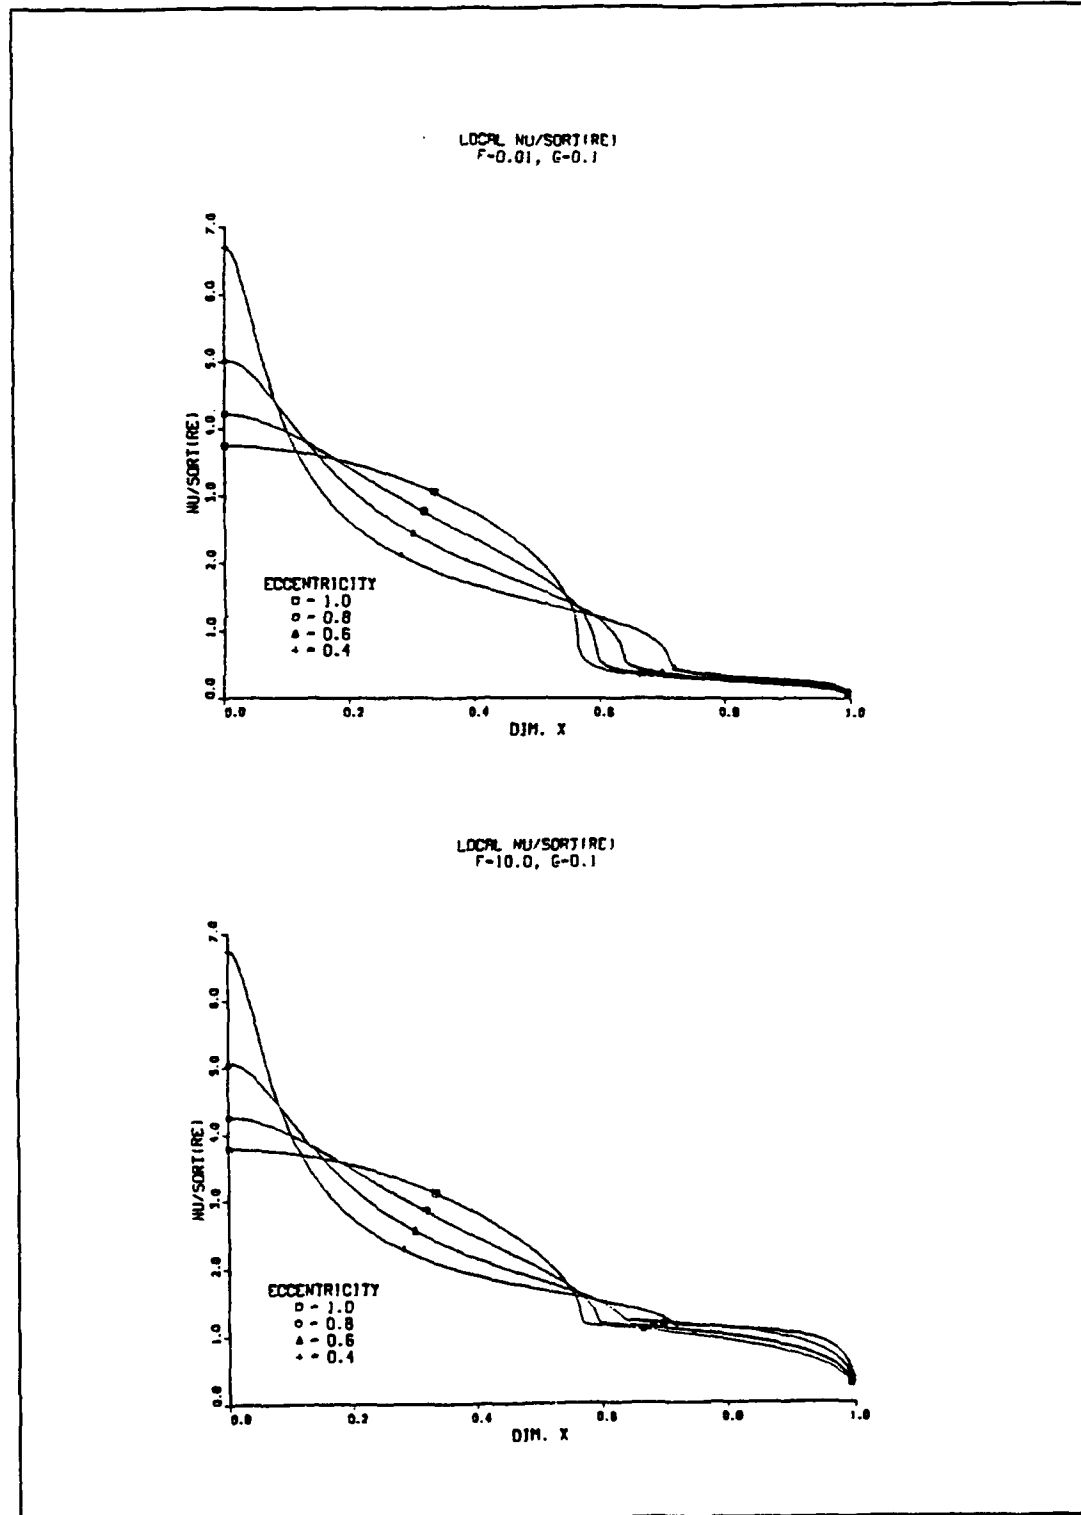 LOCAL NU/SQRT(RE)
F=0.01, G=0.1
7.0
6.0
5.0
4.0
3.0
2.0
1.0
0.0
NU/SQRT(RE)
ECCENTRICITY
□ - 1.0
○ - 0.8
▲ - 0.6
+ - 0.4
0.0 0.2 0.4 0.6 0.8 1.0
DIM. X
LOCAL NU/SQRT(RE)
F=10.0, G=0.1
7.0
6.0
5.0
4.0
3.0
2.0
1.0
0.0
NU/SQRT(RE)
ECCENTRICITY
□ - 1.0
○ - 0.8
▲ - 0.6
+ - 0.4
0.0 0.2 0.4 0.6 0.8 1.0
DIM. X